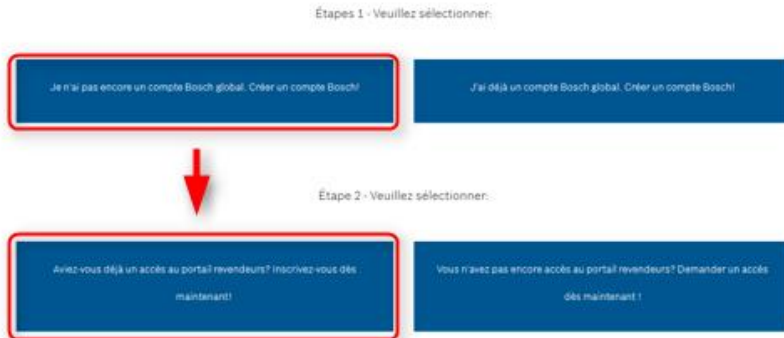 Étapes 1 - Veuillez sélectionner:
Je n'ai pas encore un compte Bosch global. Créer un compte Bosch!
J'ai déjà un compte Bosch global. Créer un compte Bosch!
Étape 2 - Veuillez sélectionner:
Aviez-vous déjà un accès au portail revendeurs? Inscrivez-vous dès
maintenant!
Vous n'avez pas encore accès au portail revendeurs? Demander un accès
dès maintenant !